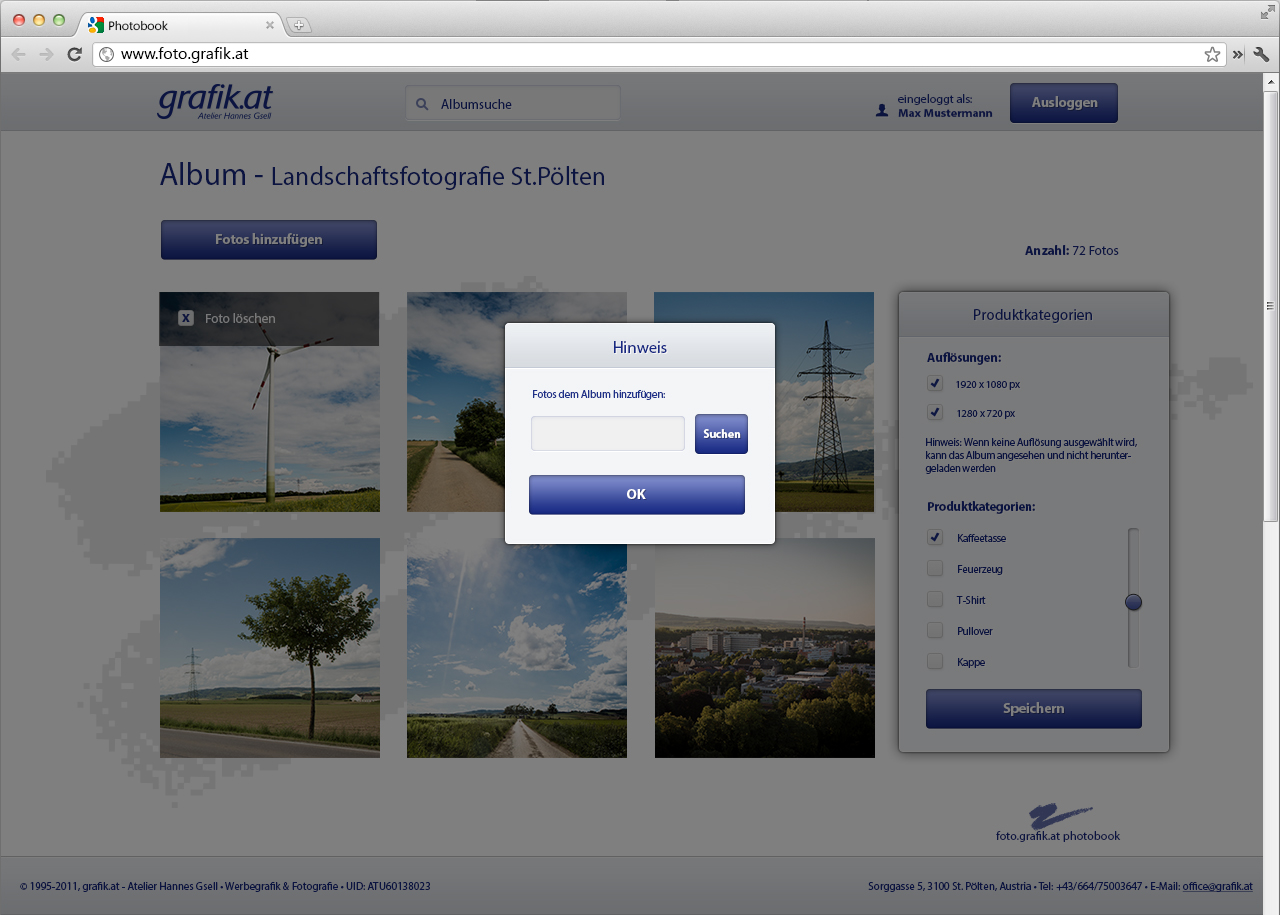 Photobook
www.foto.grafik.at
grafik.at
Atelier Hannes Gsell
Albumsuche
eingeloggt als:
Max Mustermann
Ausloggen
Album - Landschaftsfotografie St.Pölten
Fotos hinzufügen
Anzahl: 72 Fotos
X Foto löschen
Hinweis
Fotos dem Album hinzufügen:
Suchen
OK
Produktkategorien
Auflösungen:
1920 x 1080 px
1280 x 720 px
Hinweis: Wenn keine Auflösung ausgewählt wird,
kann das Album angesehen und nicht herunter-
geladen werden
Produktkategorien:
Kaffeetasse
Feuerzeug
T-Shirt
Pullover
Kappe
Speichern
foto.grafik.at photobook
© 1995-2011, grafik.at - Atelier Hannes Gsell • Werbegrafik & Fotografie • UID: ATU60138023
Sorggasse 5, 3100 St. Pölten, Austria • Tel: +43/664/75003647 • E-Mail: office@grafik.at